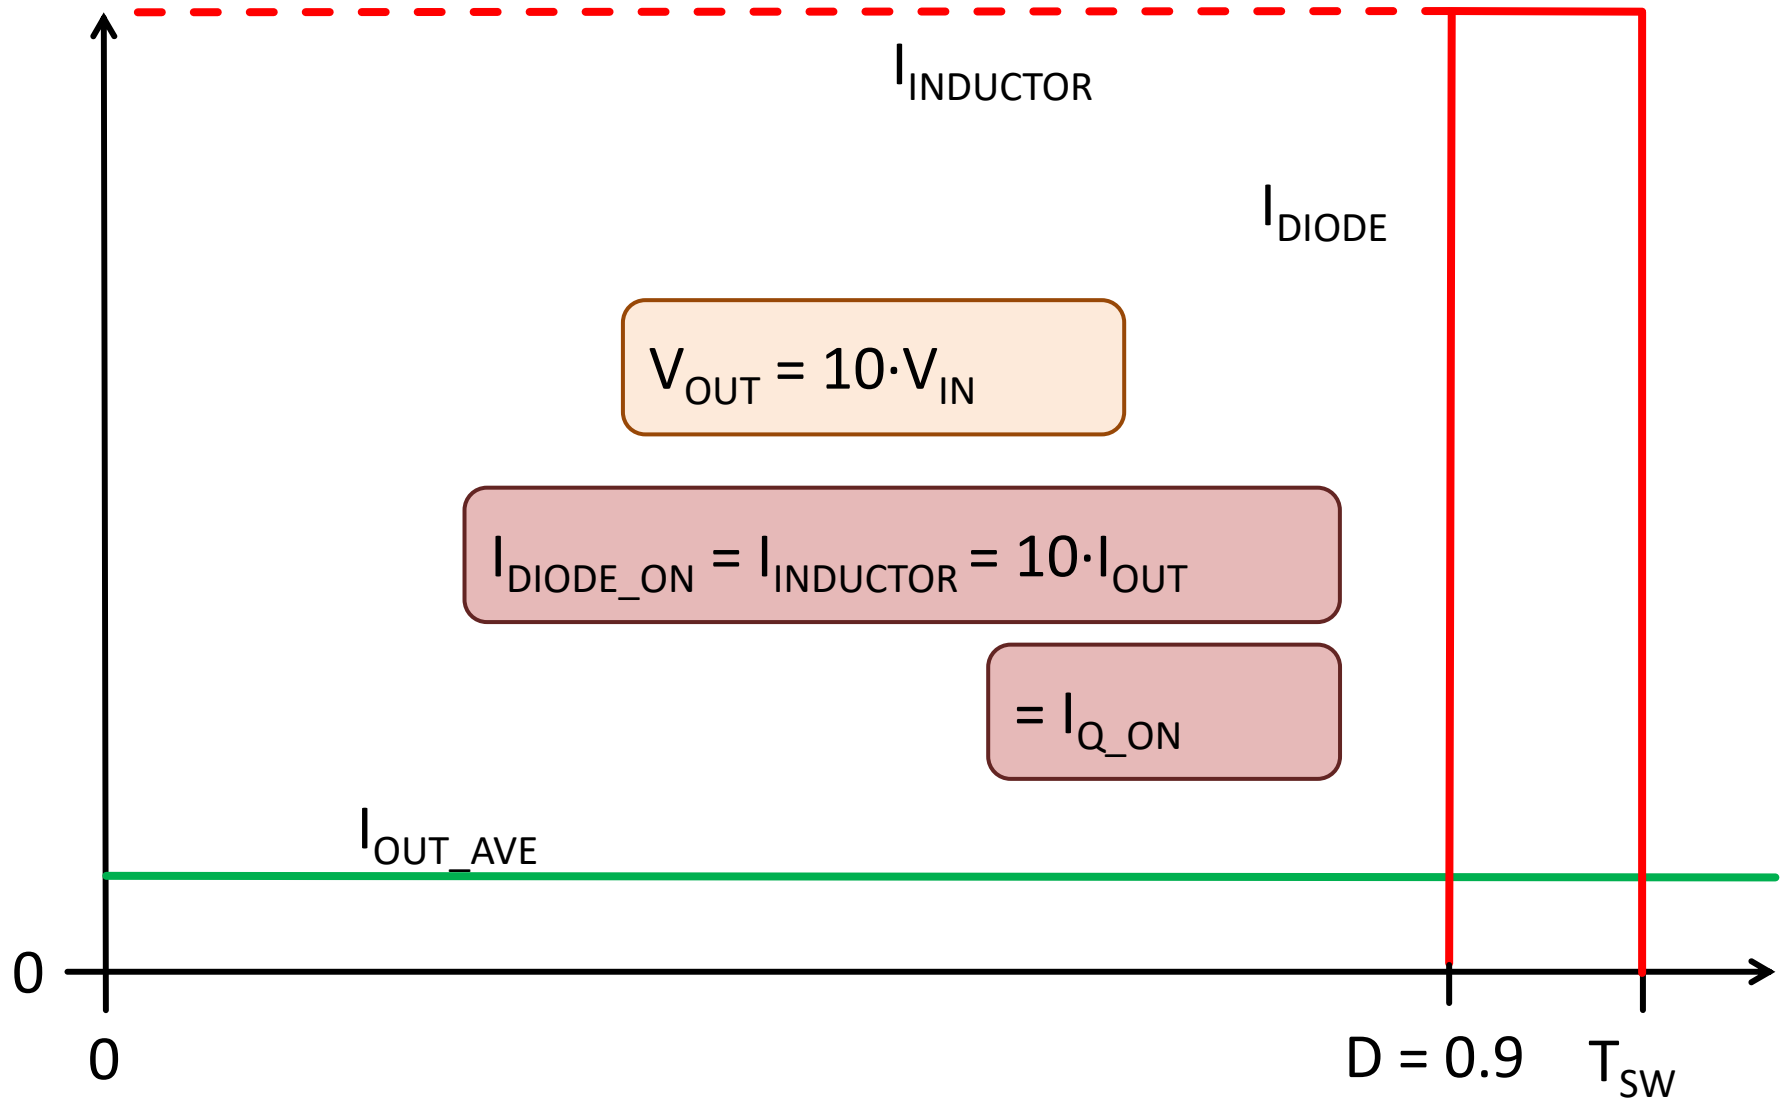 I_INDUCTOR
I_DIODE
V_OUT = 10·V_IN
I_DIODE_ON = I_INDUCTOR = 10·I_OUT
= I_Q_ON
I_OUT_AVE
0
0
D = 0.9
T_SW